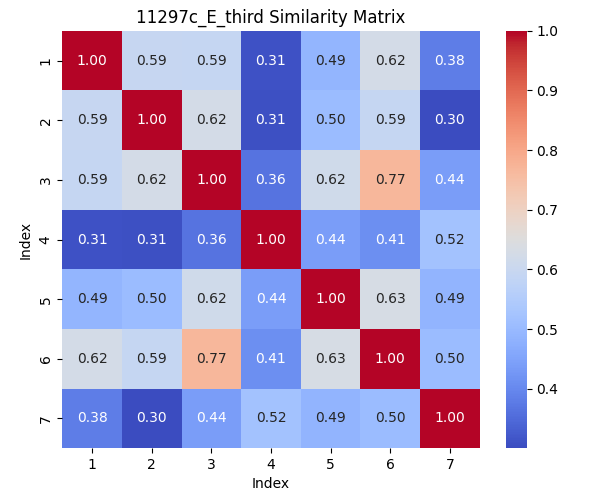 11297c_E_third Similarity Matrix
1 1.00 0.59 0.59 0.31 0.49 0.62 0.38
2 0.59 1.00 0.62 0.31 0.50 0.59 0.30
3 0.59 0.62 1.00 0.36 0.62 0.77 0.44
4 0.31 0.31 0.36 1.00 0.44 0.41 0.52
5 0.49 0.50 0.62 0.44 1.00 0.63 0.49
6 0.62 0.59 0.77 0.41 0.63 1.00 0.50
7 0.38 0.30 0.44 0.52 0.49 0.50 1.00
1 2 3 4 5 6 7
Index
Index
1.0
0.9
0.8
0.7
0.6
0.5
0.4